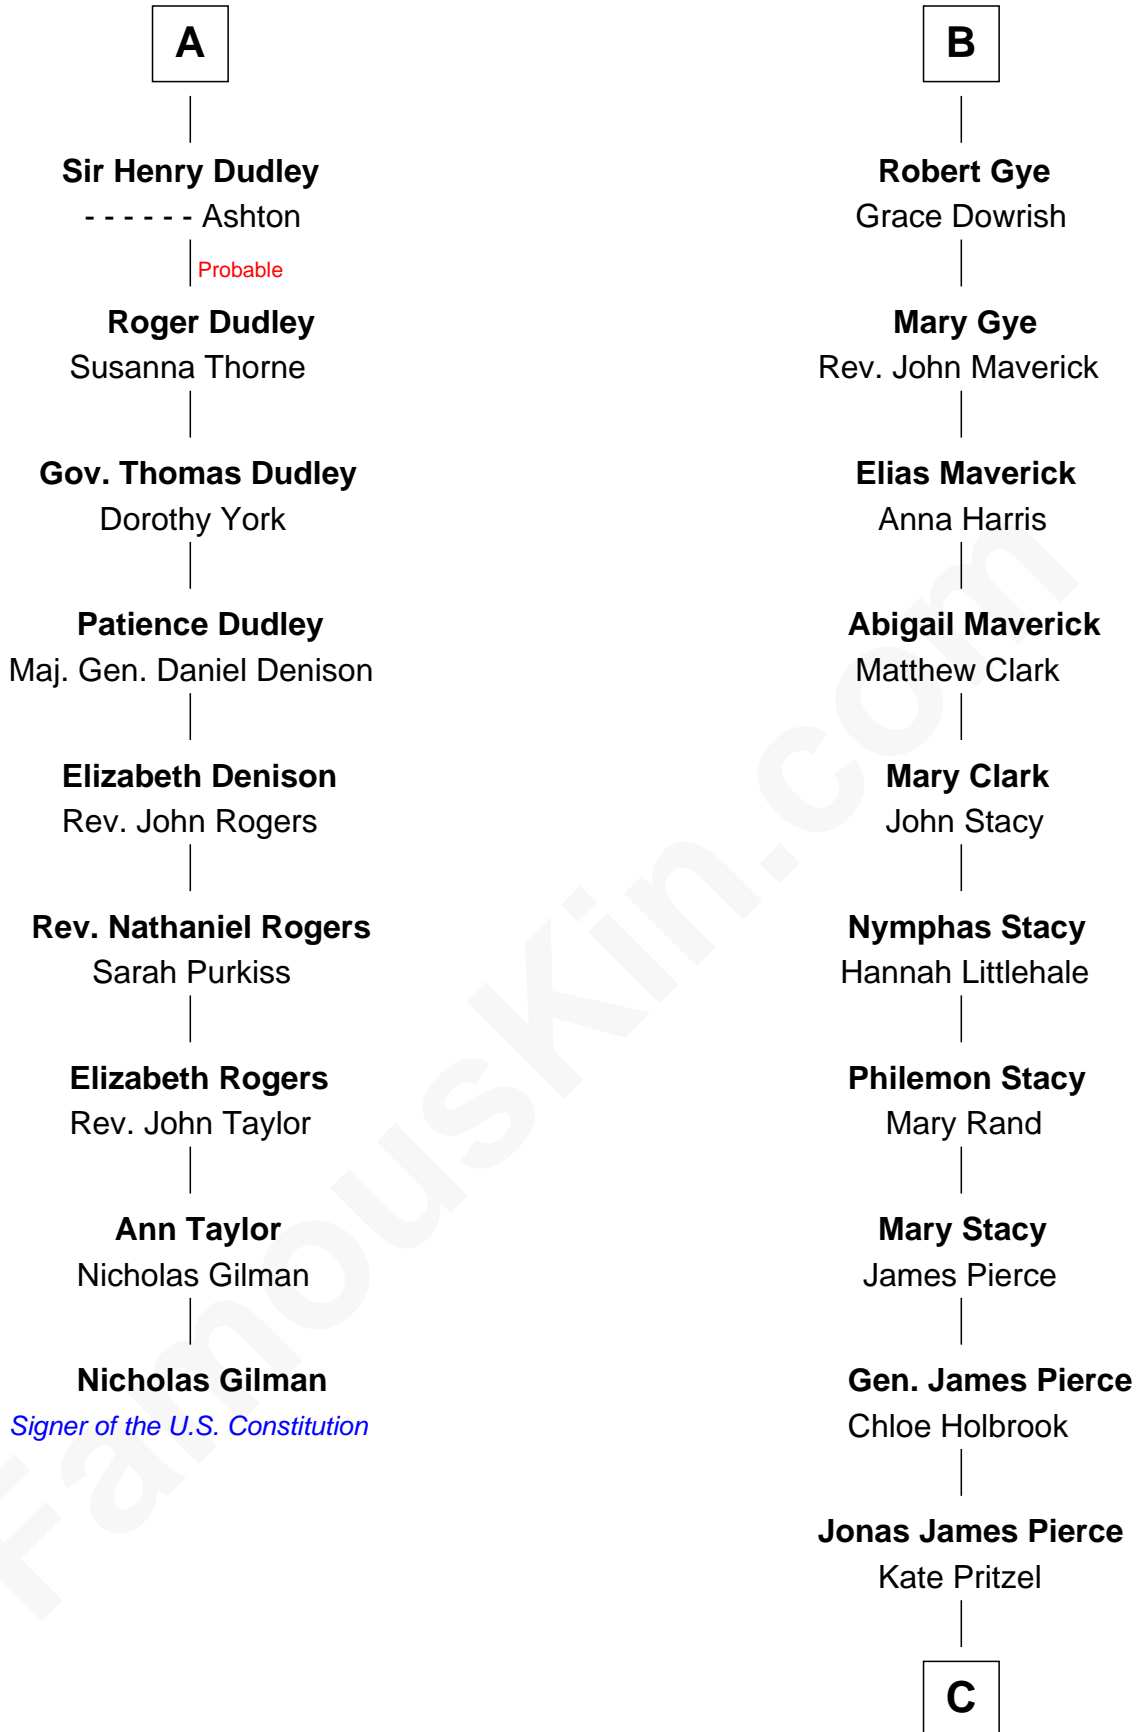 A
Sir Henry Dudley
- - - - - - Ashton
Probable
Roger Dudley
Susanna Thorne
Gov. Thomas Dudley
Dorothy York
Patience Dudley
Maj. Gen. Daniel Denison
Elizabeth Denison
Rev. John Rogers
Rev. Nathaniel Rogers
Sarah Purkiss
Elizabeth Rogers
Rev. John Taylor
Ann Taylor
Nicholas Gilman
Nicholas Gilman
Signer of the U.S. Constitution
B
Robert Gye
Grace Dowrish
Mary Gye
Rev. John Maverick
Elias Maverick
Anna Harris
Abigail Maverick
Matthew Clark
Mary Clark
John Stacy
Nymphas Stacy
Hannah Littlehale
Philemon Stacy
Mary Rand
Mary Stacy
James Pierce
Gen. James Pierce
Chloe Holbrook
Jonas James Pierce
Kate Pritzel
C
FamousKin.com